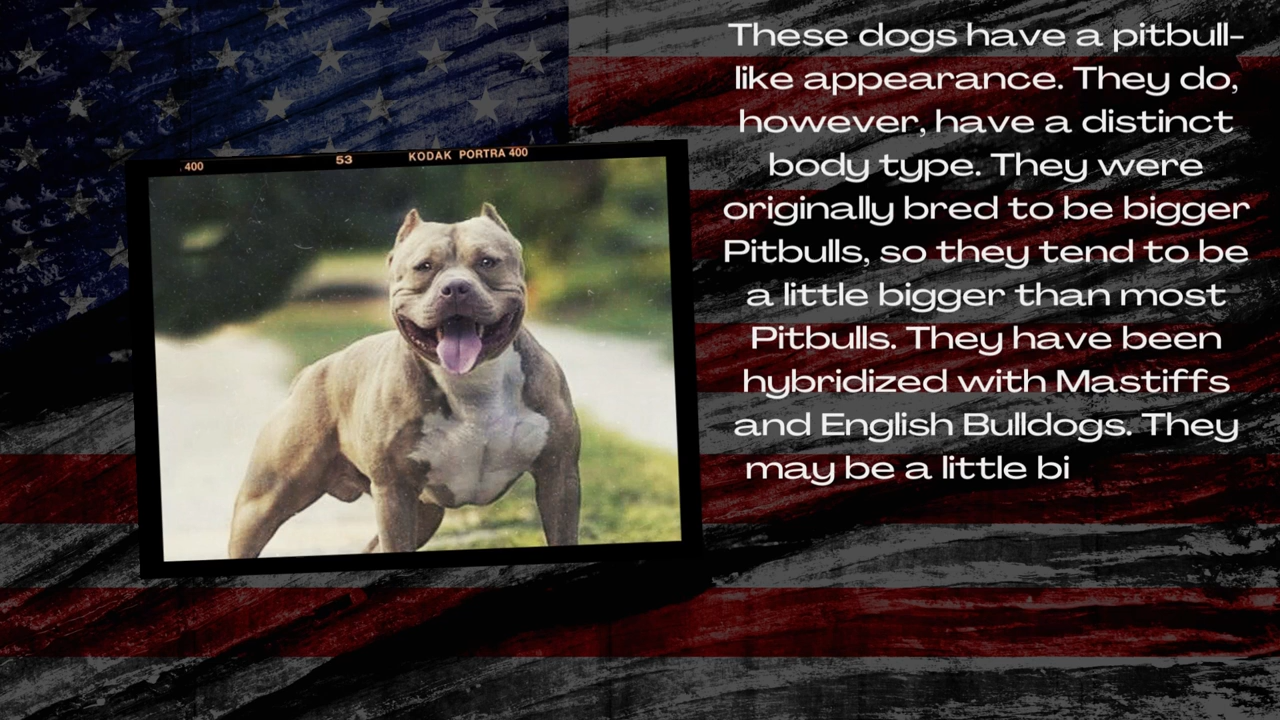 400 53 KODAK PORTRA 400
These dogs have a pitbull-
like appearance. They do,
however, have a distinct
body type. They were
originally bred to be bigger
Pitbulls, so they tend to be
a little bigger than most
Pitbulls. They have been
hybridized with Mastiffs
and English Bulldogs. They
may be a little bi